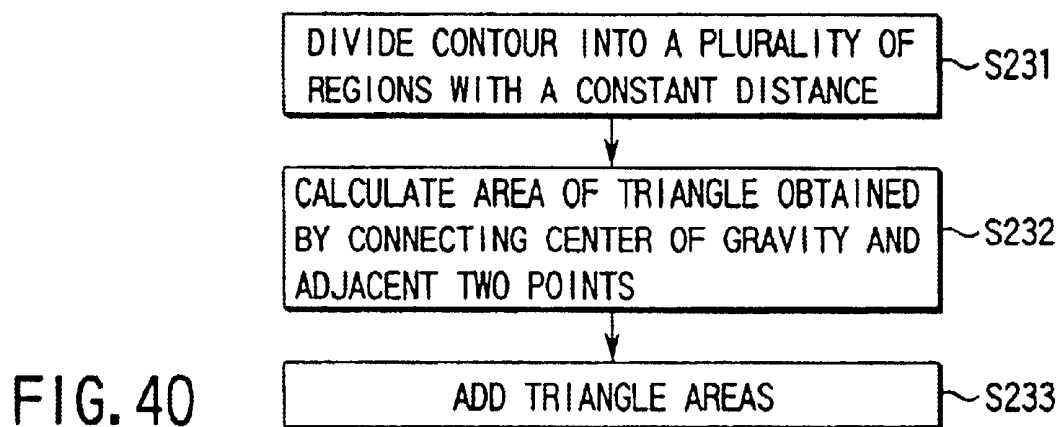 DIVIDE CONTOUR INTO A PLURALITY OF
REGIONS WITH A CONSTANT DISTANCE
S231
CALCULATE AREA OF TRIANGLE OBTAINED
BY CONNECTING CENTER OF GRAVITY AND
ADJACENT TWO POINTS
S232
ADD TRIANGLE AREAS
S233
FIG. 40